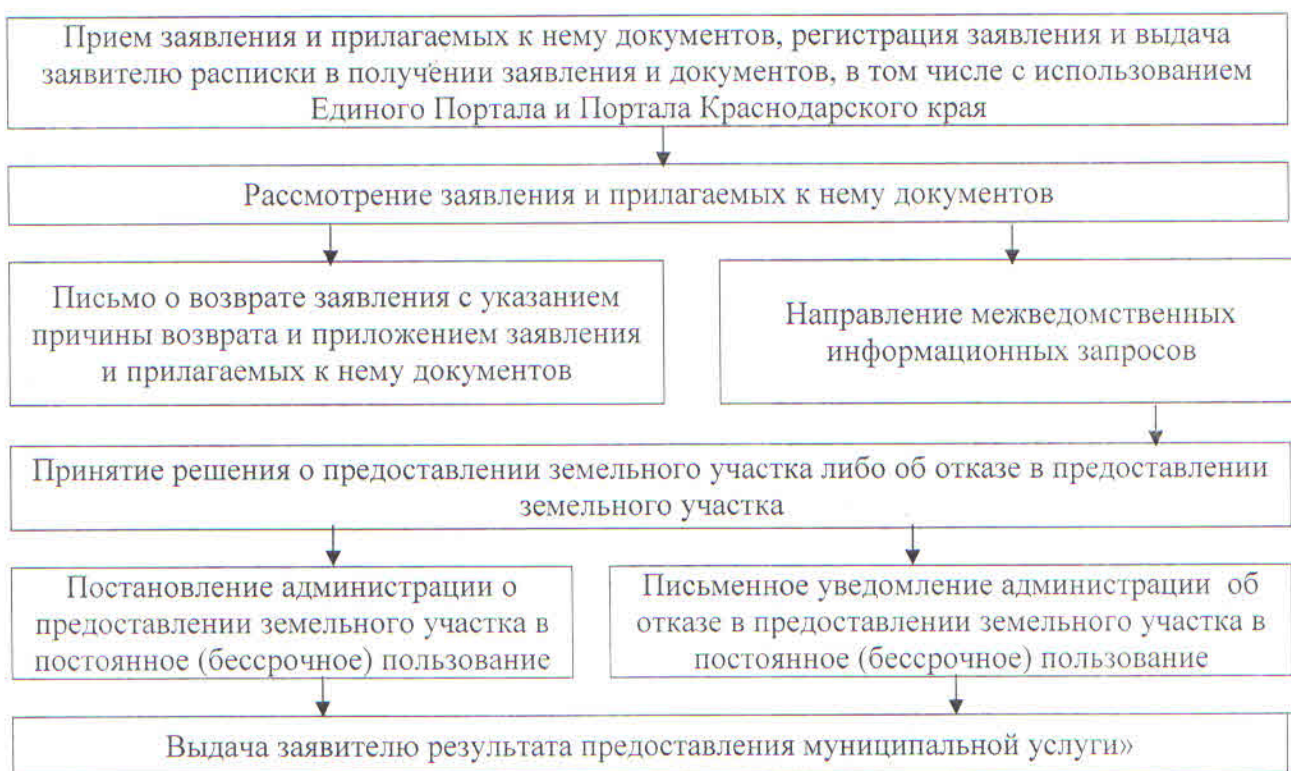 Прием заявления и прилагаемых к нему документов, регистрация заявления и выдача
заявителю расписки в получении заявления и документов, в том числе с использованием
Единого Портала и Портала Краснодарского края
Рассмотрение заявления и прилагаемых к нему документов
Письмо о возврате заявления с указанием
причины возврата и приложением заявления
и прилагаемых к нему документов
Направление межведомственных
информационных запросов
Принятие решения о предоставлении земельного участка либо об отказе в предоставлении
земельного участка
Постановление администрации о
предоставлении земельного участка в
постоянное (бессрочное) пользование
Письменное уведомление администрации об
отказе в предоставлении земельного участка в
постоянное (бессрочное) пользование
Выдача заявителю результата предоставления муниципальной услуги»